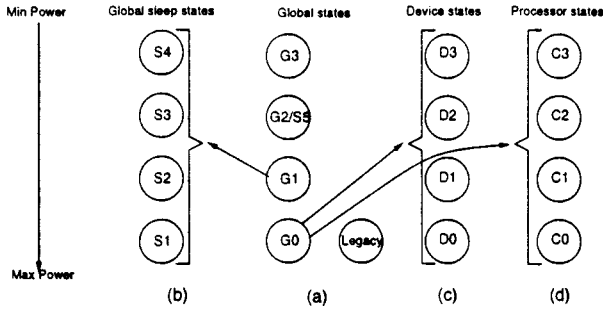 Min Power Global sleep states Global states Device states Processor states
S4 G3 D3 C3
S3 G2/S5 D2 C2
S2 G1 D1 C1
S1 G0 Legacy D0 C0
Max Power
(b) (a) (c) (d)